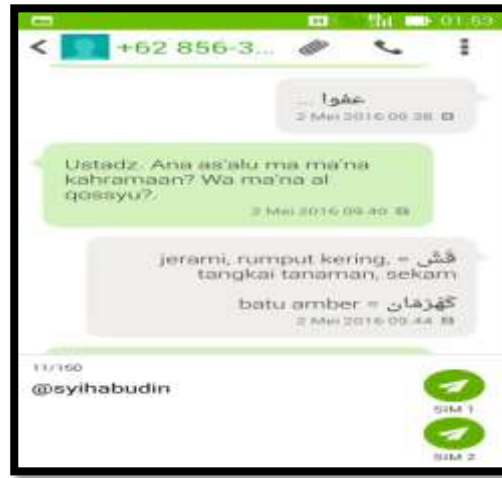 01:53
+62 856-3...
عفوا ...
2 Mei 2016 09:38
Ustadz. Ana as'alu ma ma'na
kahramaan? Wa ma'na al
qossyu?.
2 Mei 2016 09:40
قَشّ = jerami, rumput kering,
tangkai tanaman, sekam
كَهْرَمَان = batu amber
2 Mei 2016 09:44
11/160
@syihabudin
SIM 1
SIM 2